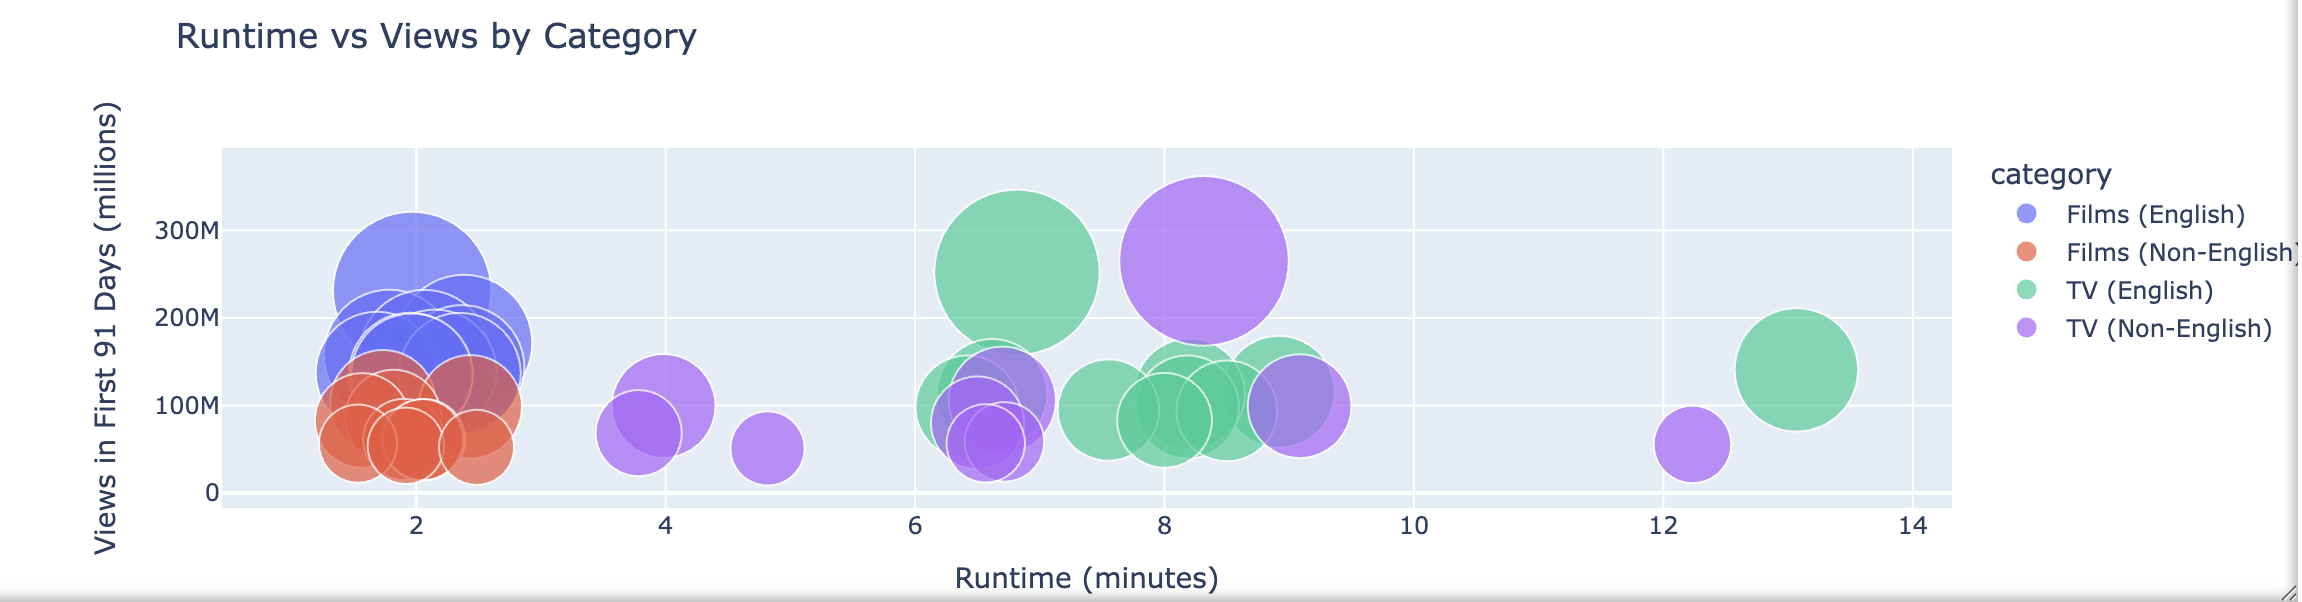 Runtime vs Views by Category
Views in First 91 Days (millions)
300M
200M
100M
0
2 4 6 8 10 12 14
Runtime (minutes)
category
Films (English)
Films (Non-English)
TV (English)
TV (Non-English)